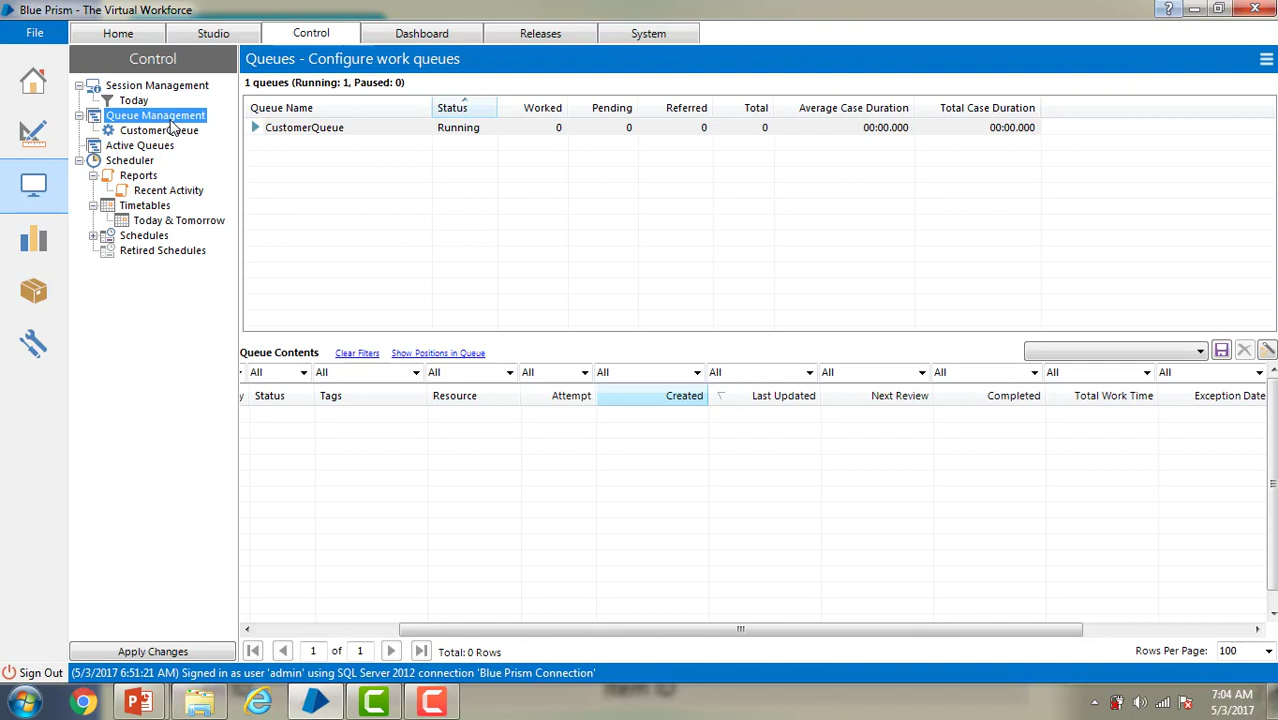 Blue Prism - The Virtual Workforce
File
Home
Studio
Control
Dashboard
Releases
System
Control
Queues - Configure work queues
Session Management
Today
Queue Management
CustomerQueue
Active Queues
Scheduler
Reports
Recent Activity
Timetables
Today & Tomorrow
Schedules
Retired Schedules
1 queues (Running: 1, Paused: 0)
Queue Name Status Worked Pending Referred Total Average Case Duration Total Case Duration
CustomerQueue Running 0 0 0 0 00:00.000 00:00.000
Queue Contents Clear Filters Show Positions in Queue
All All All All All All All All All All
y Status Tags Resource Attempt Created Last Updated Next Review Completed Total Work Time Exception Date
Apply Changes
1 of 1 Total: 0 Rows
Rows Per Page: 100
Sign Out
(5/3/2017 6:51:21 AM) Signed in as user 'admin' using SQL Server 2012 connection 'Blue Prism Connection'
Item ID
7:04 AM
5/3/2017